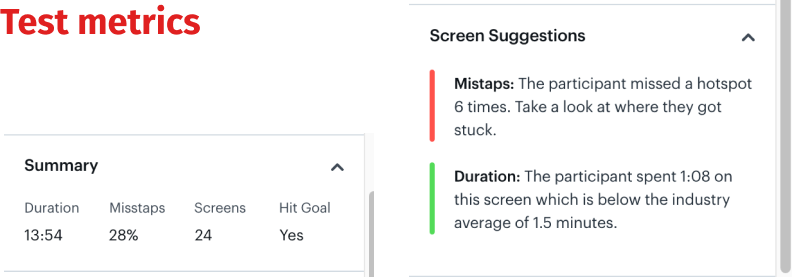 Test metrics
Summary
Duration Misstaps Screens Hit Goal
13:54 28% 24 Yes
Screen Suggestions
Mistaps: The participant missed a hotspot
6 times. Take a look at where they got
stuck.
Duration: The participant spent 1:08 on
this screen which is below the industry
average of 1.5 minutes.